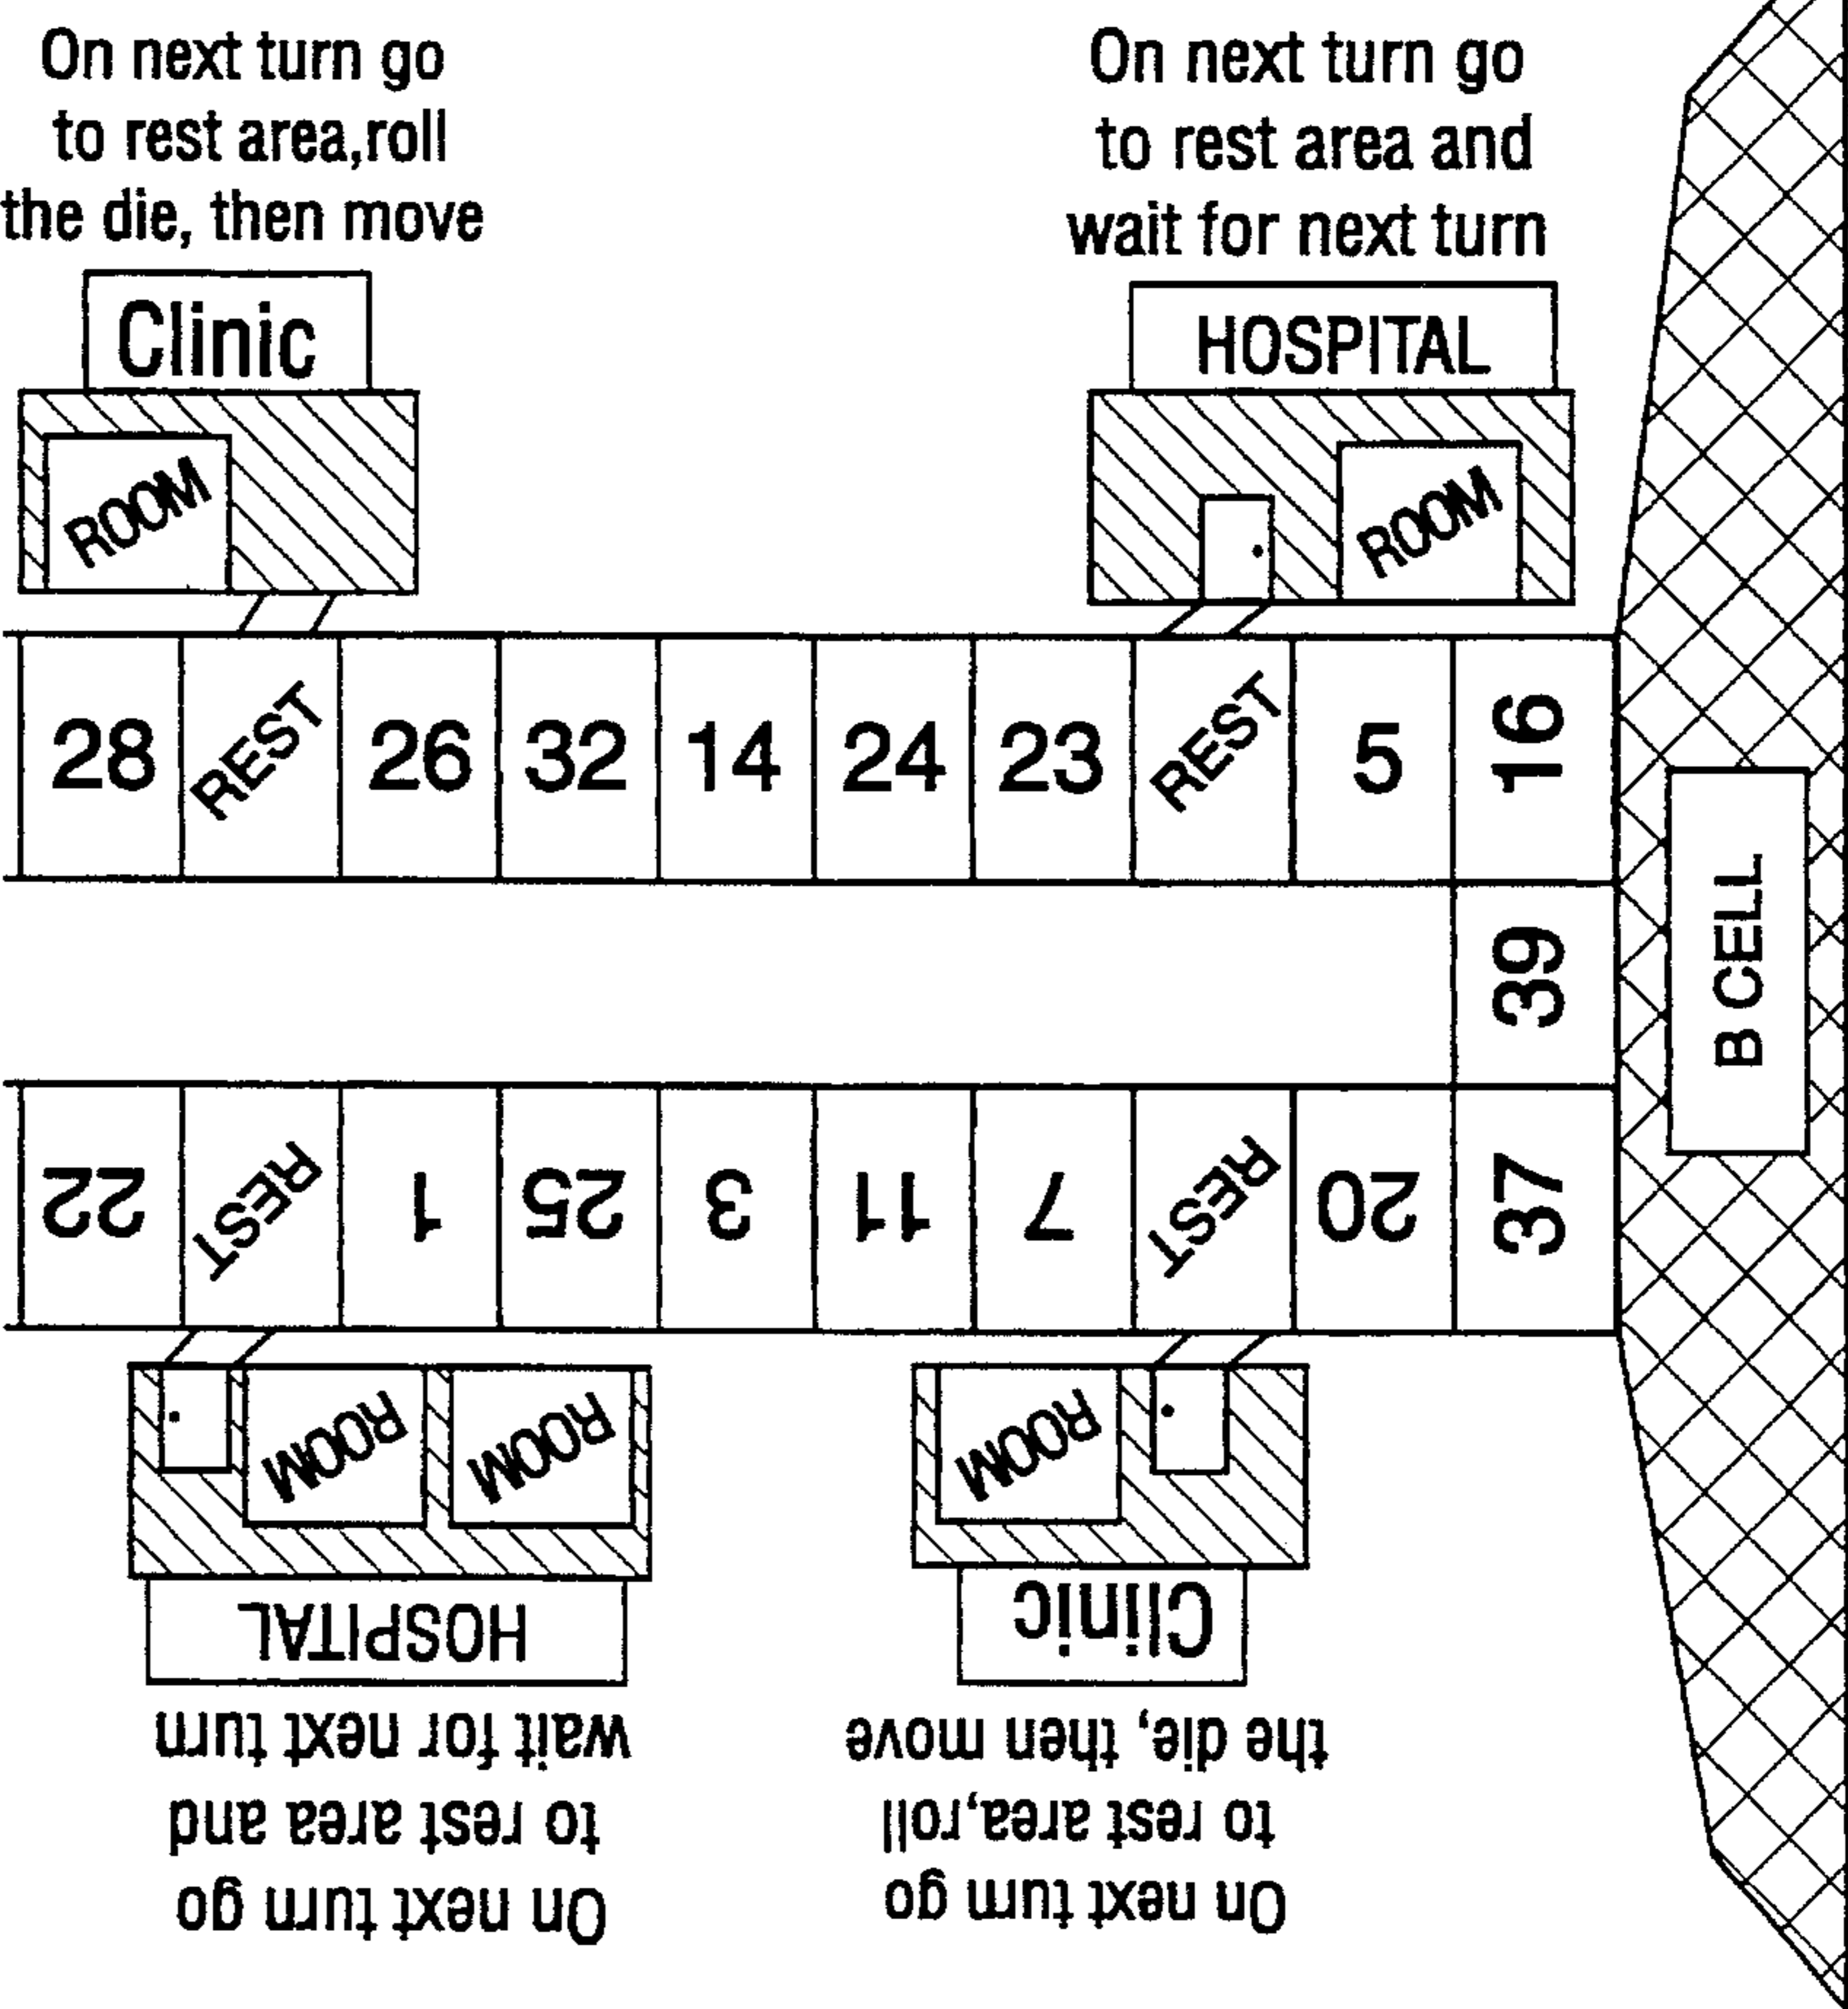 On next turn go
to rest area,roll
the die, then move
On next turn go
to rest area and
wait for next turn
Clinic
HOSPITAL
ROOM
ROOM
28 REST 26 32 14 24 23 REST 5 16
39
B CELL
22 REST 1 25 3 11 7 REST 20 37
ROOM ROOM
ROOM
HOSPITAL
Clinic
On next turn go
to rest area and
wait for next turn
On next turn go
to rest area,roll
the die, then move